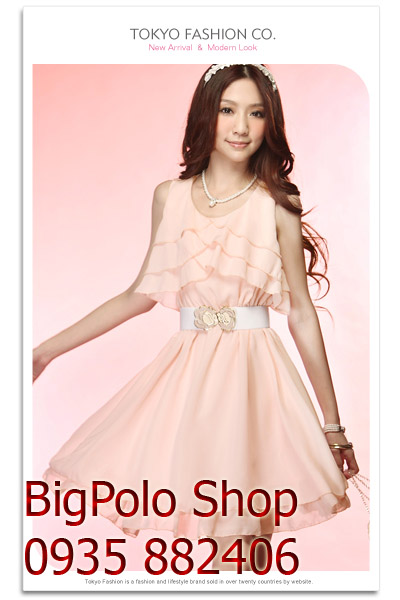 TOKYO FASHION CO.
New Arrival & Modern Look
BigPolo Shop
0935 882406
Tokyo Fashion is a fashion and lifestyle brand sold in over twenty countries by website.